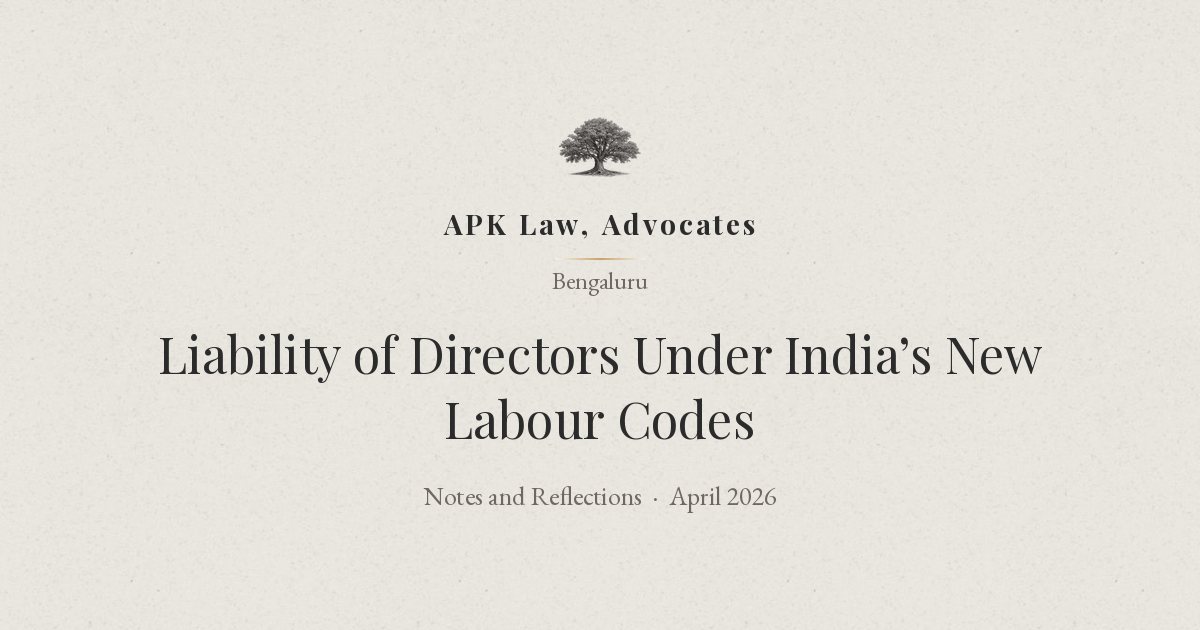 APK Law, Advocates
Bengaluru
Liability of Directors Under India’s New
Labour Codes
Notes and Reflections · April 2026